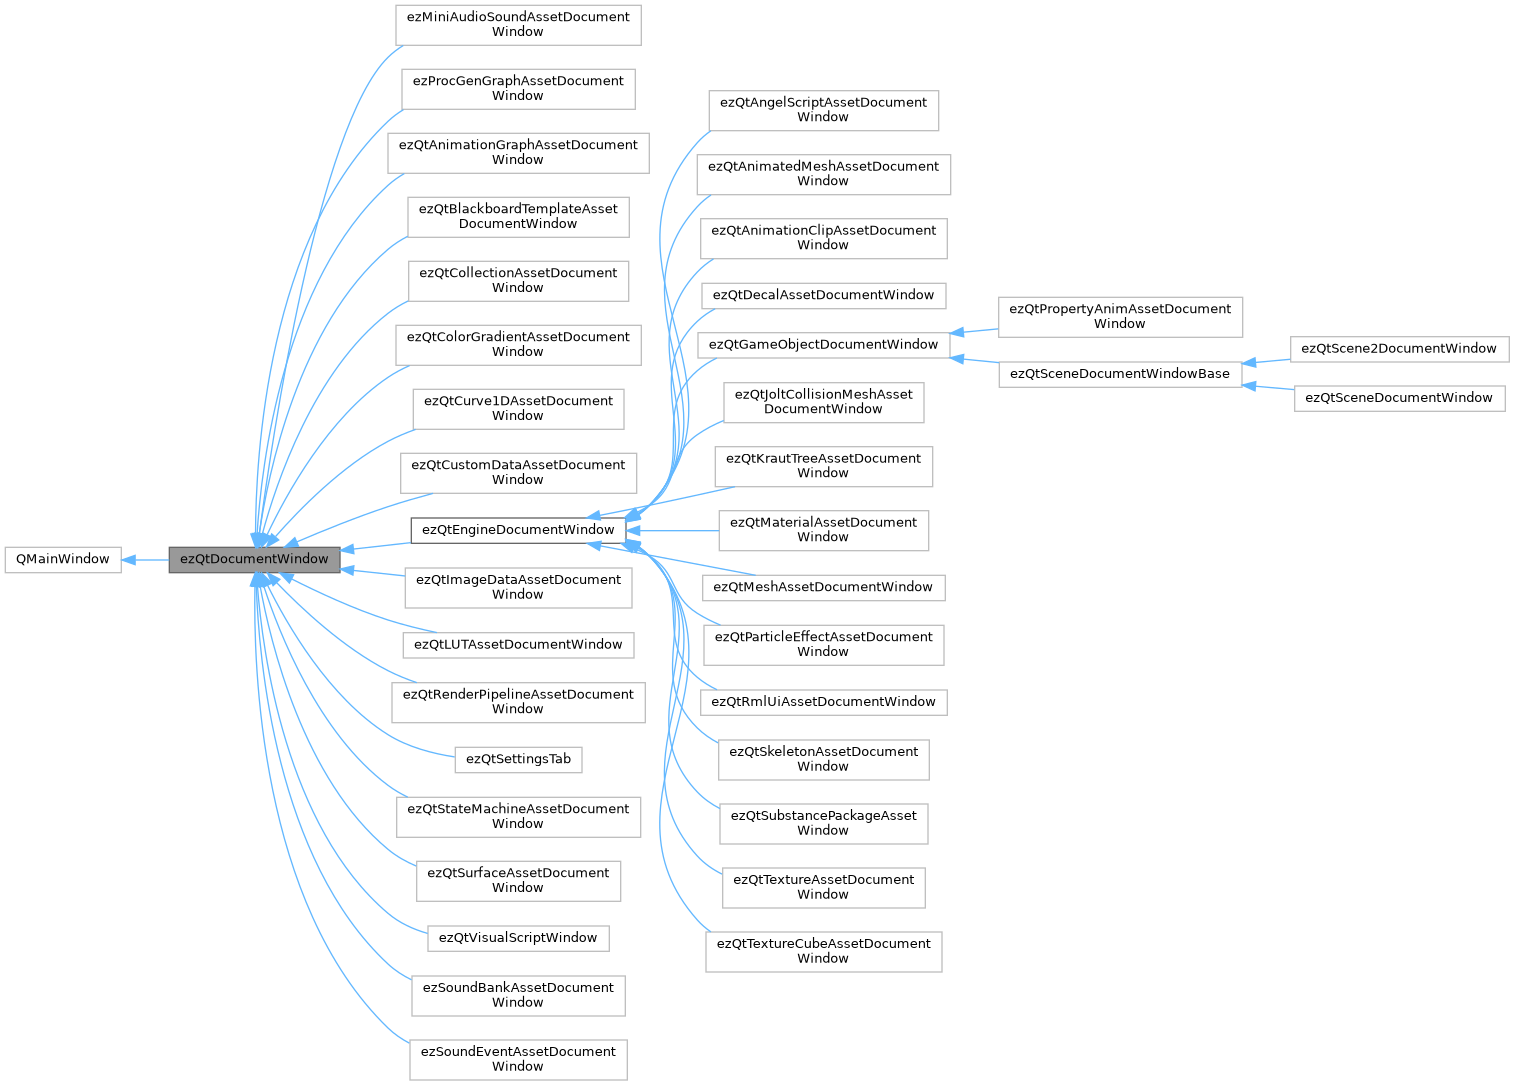 QMainWindow
ezQtDocumentWindow
ezMiniAudioSoundAssetDocument
Window
ezProcGenGraphAssetDocument
Window
ezQtAnimationGraphAssetDocument
Window
ezQtBlackboardTemplateAsset
DocumentWindow
ezQtCollectionAssetDocument
Window
ezQtColorGradientAssetDocument
Window
ezQtCurve1DAssetDocument
Window
ezQtCustomDataAssetDocument
Window
ezQtEngineDocumentWindow
ezQtImageDataAssetDocument
Window
ezQtLUTAssetDocumentWindow
ezQtRenderPipelineAssetDocument
Window
ezQtSettingsTab
ezQtStateMachineAssetDocument
Window
ezQtSurfaceAssetDocument
Window
ezQtVisualScriptWindow
ezSoundBankAssetDocument
Window
ezSoundEventAssetDocument
Window
ezQtAngelScriptAssetDocument
Window
ezQtAnimatedMeshAssetDocument
Window
ezQtAnimationClipAssetDocument
Window
ezQtDecalAssetDocumentWindow
ezQtGameObjectDocumentWindow
ezQtJoltCollisionMeshAsset
DocumentWindow
ezQtKrautTreeAssetDocument
Window
ezQtMaterialAssetDocument
Window
ezQtMeshAssetDocumentWindow
ezQtParticleEffectAssetDocument
Window
ezQtRmlUiAssetDocumentWindow
ezQtSkeletonAssetDocument
Window
ezQtSubstancePackageAsset
Window
ezQtTextureAssetDocument
Window
ezQtTextureCubeAssetDocument
Window
ezQtPropertyAnimAssetDocument
Window
ezQtSceneDocumentWindowBase
ezQtScene2DocumentWindow
ezQtSceneDocumentWindow